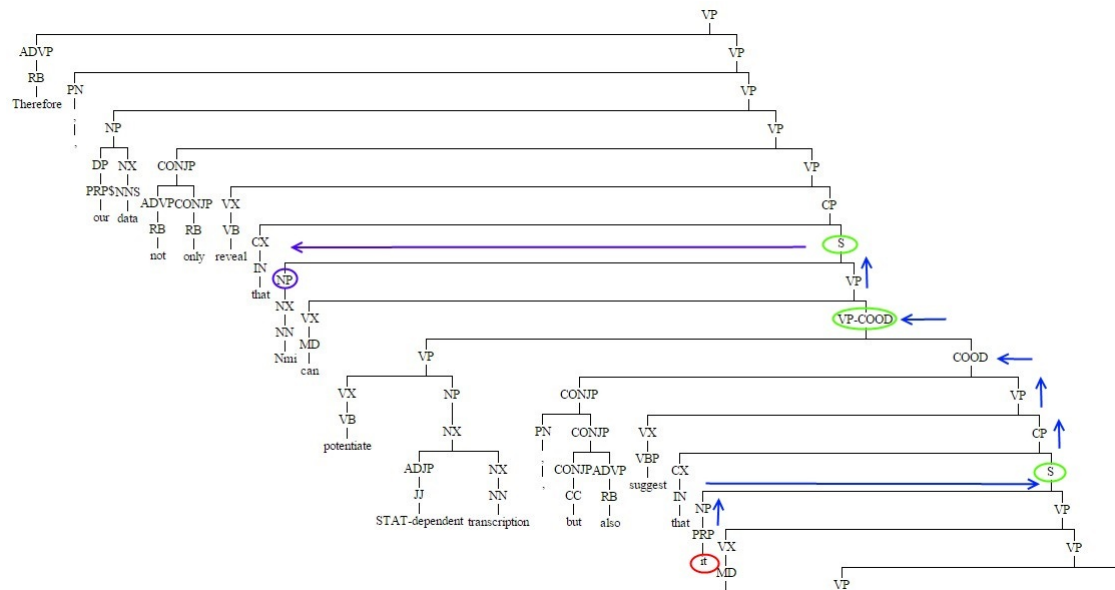 VP
ADVP VP
RB PN VP
Therefore ,
, NP VP
DP NX CONJP VP
PRP$ NNS ADVP CONJP VX CP
our data RB RB VB
not only reveal CX S
IN NP VP
that NX VX VP-COOD
NN MD
Nmi can VP COOD
VX NP CONJP VP
VB
potentiate NX PN CONJP VX CP
, VBP
ADJP NX , CONJP ADVP suggest CX S
JJ NN CC RB IN NP VP
STAT-dependent transcription but also that PRP VX VP
it MD
VP